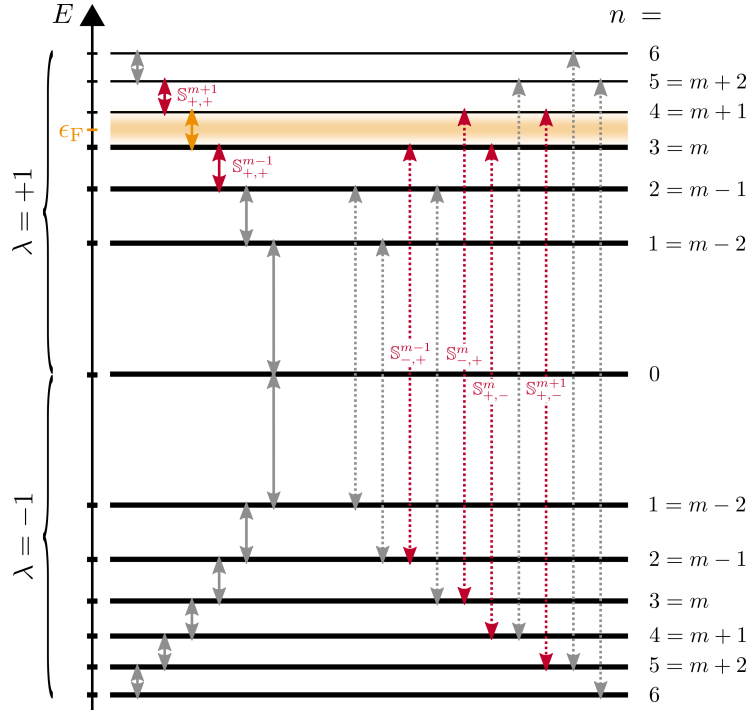 E n =
6
5 = m + 2
𝕊^{m+1}_{+,+}
4 = m + 1
ϵ_F
3 = m
𝕊^{m−1}_{+,+}
2 = m − 1
λ = +1
1 = m − 2
𝕊^{m−1}_{−,+} 𝕊^{m}_{−,+}
0
𝕊^{m}_{+,−} 𝕊^{m+1}_{+,−}
1 = m − 2
λ = −1
2 = m − 1
3 = m
4 = m + 1
5 = m + 2
6